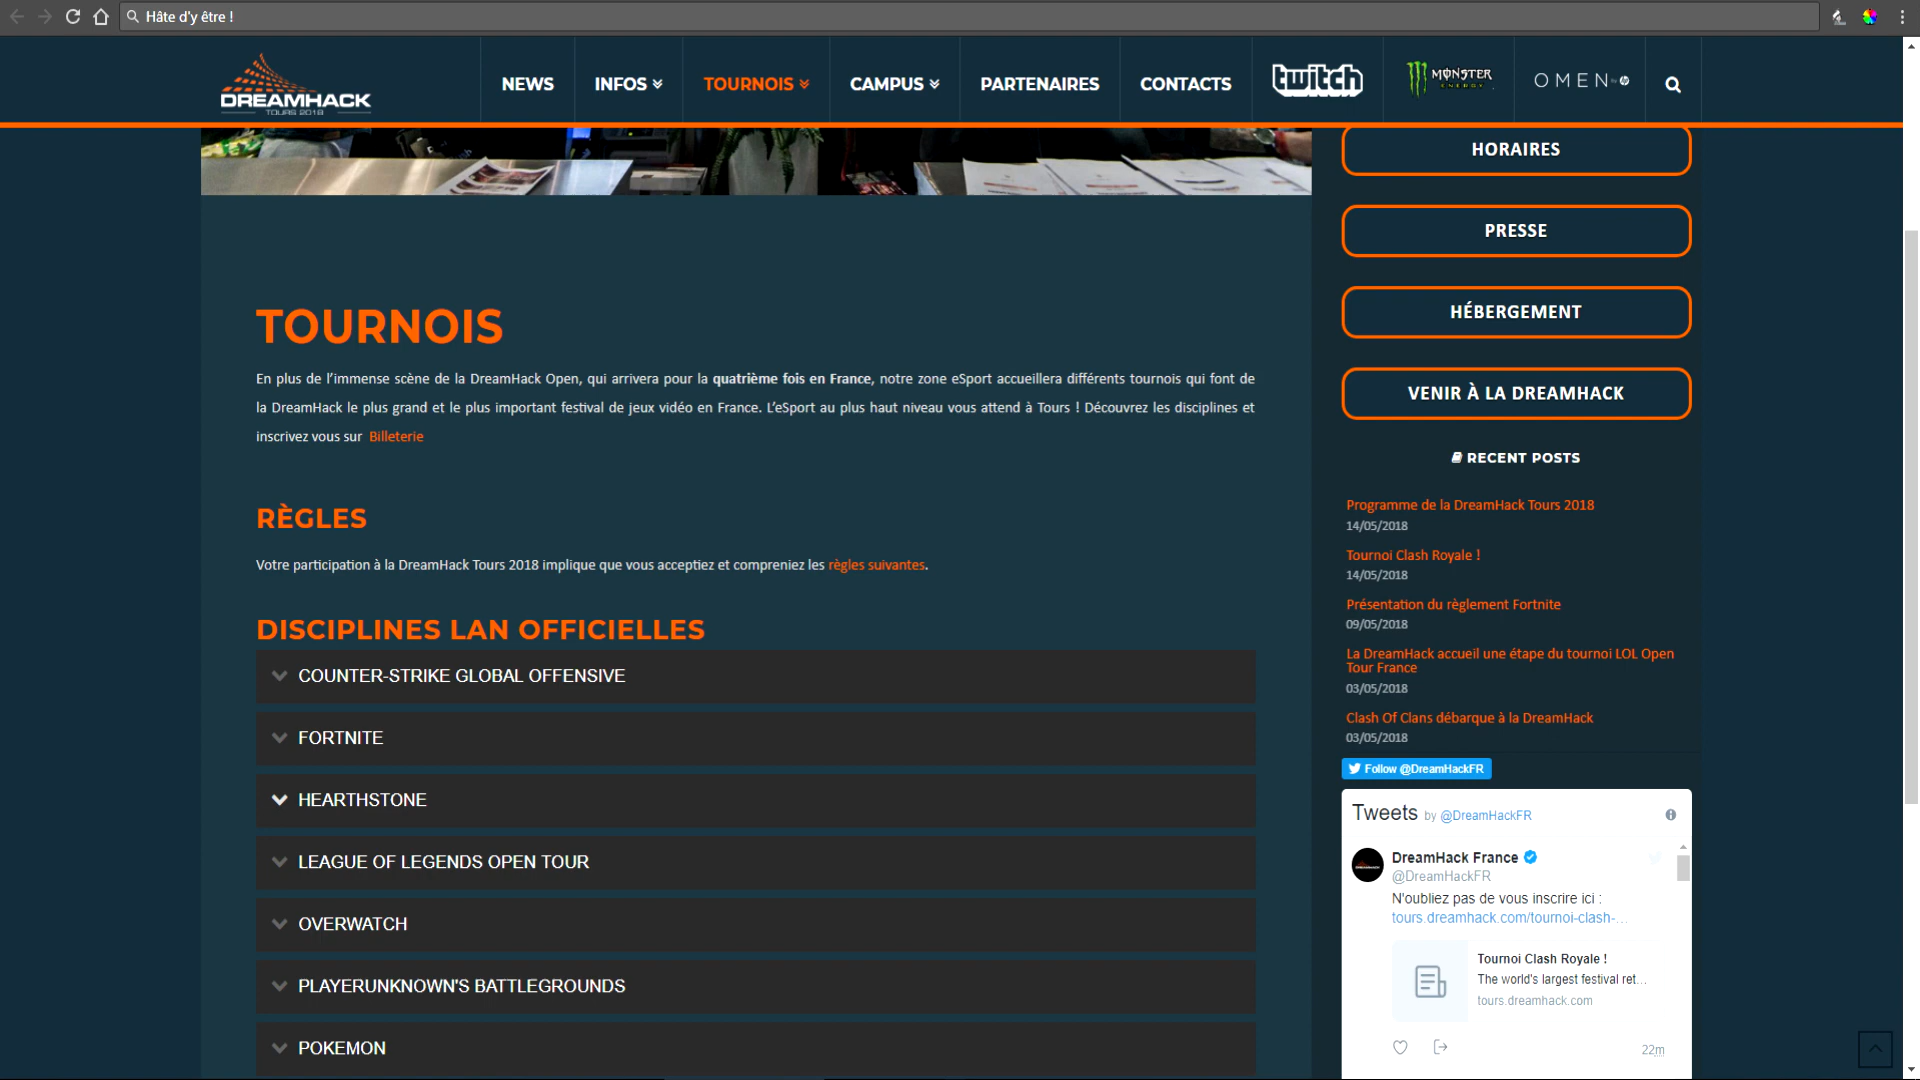 Hâte d'y être !
DREAMHACK
TOURS 2018
NEWS
INFOS
TOURNOIS
CAMPUS
PARTENAIRES
CONTACTS
twitch
MONSTER
ENERGY
OMEN by hp
HORAIRES
PRESSE
HÉBERGEMENT
VENIR À LA DREAMHACK
TOURNOIS
En plus de l’immense scène de la DreamHack Open, qui arrivera pour la quatrième fois en France, notre zone eSport accueillera différents tournois qui font de
la DreamHack le plus grand et le plus important festival de jeux vidéo en France. L’eSport au plus haut niveau vous attend à Tours ! Découvrez les disciplines et
inscrivez vous sur Billeterie
RÈGLES
Votre participation à la DreamHack Tours 2018 implique que vous acceptiez et compreniez les règles suivantes.
DISCIPLINES LAN OFFICIELLES
COUNTER-STRIKE GLOBAL OFFENSIVE
FORTNITE
HEARTHSTONE
LEAGUE OF LEGENDS OPEN TOUR
OVERWATCH
PLAYERUNKNOWN'S BATTLEGROUNDS
POKEMON
RECENT POSTS
Programme de la DreamHack Tours 2018
14/05/2018
Tournoi Clash Royale !
14/05/2018
Présentation du règlement Fortnite
09/05/2018
La DreamHack accueil une étape du tournoi LOL Open
Tour France
03/05/2018
Clash Of Clans débarque à la DreamHack
03/05/2018
Follow @DreamHackFR
Tweets by @DreamHackFR
DreamHack France
@DreamHackFR
N'oubliez pas de vous inscrire ici :
tours.dreamhack.com/tournoi-clash-…
Tournoi Clash Royale !
The world's largest festival ret…
tours.dreamhack.com
22m